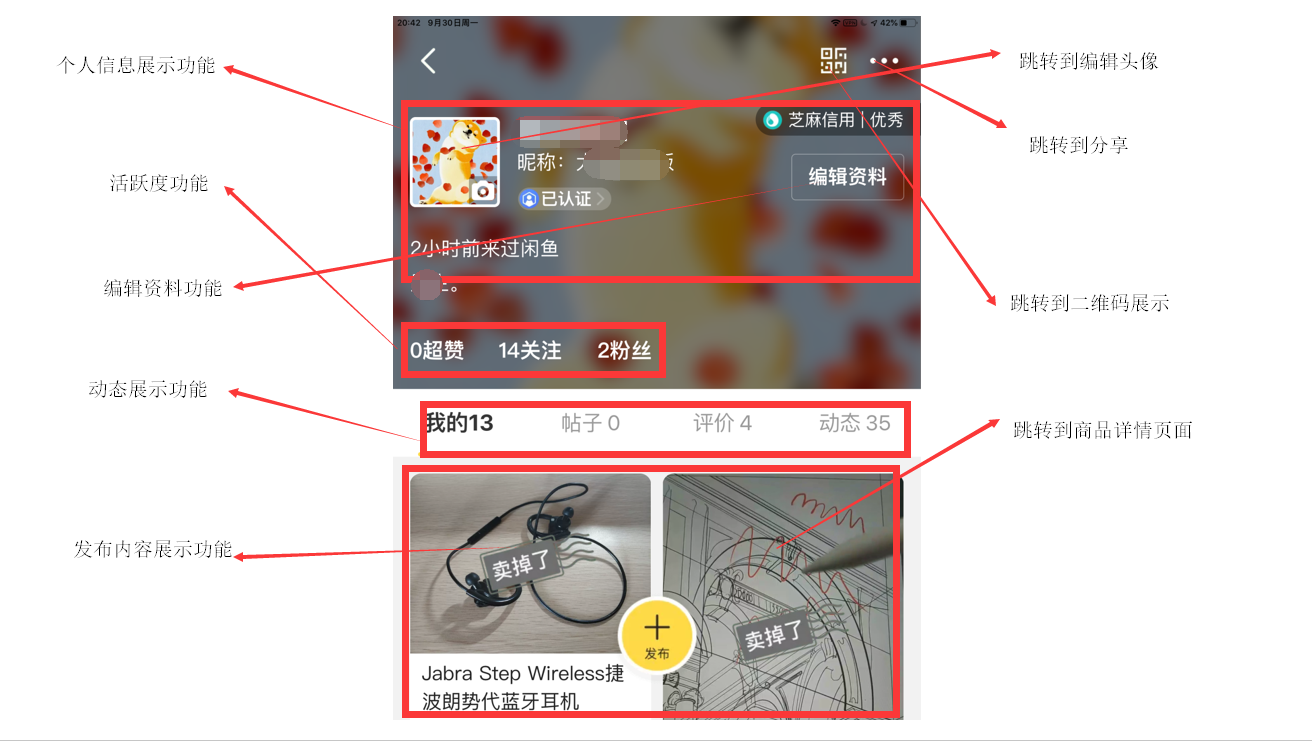 20:42 9月30日周一
42%
个人信息展示功能
跳转到编辑头像
芝麻信用 | 优秀
跳转到分享
昵称：
编辑资料
活跃度功能
已认证
2小时前来过闲鱼
编辑资料功能
跳转到二维码展示
0超赞 14关注 2粉丝
动态展示功能
我的13 帖子 0 评价 4 动态 35
跳转到商品详情页面
发布内容展示功能
卖掉了
卖掉了
发布
Jabra Step Wireless捷
波朗势代蓝牙耳机